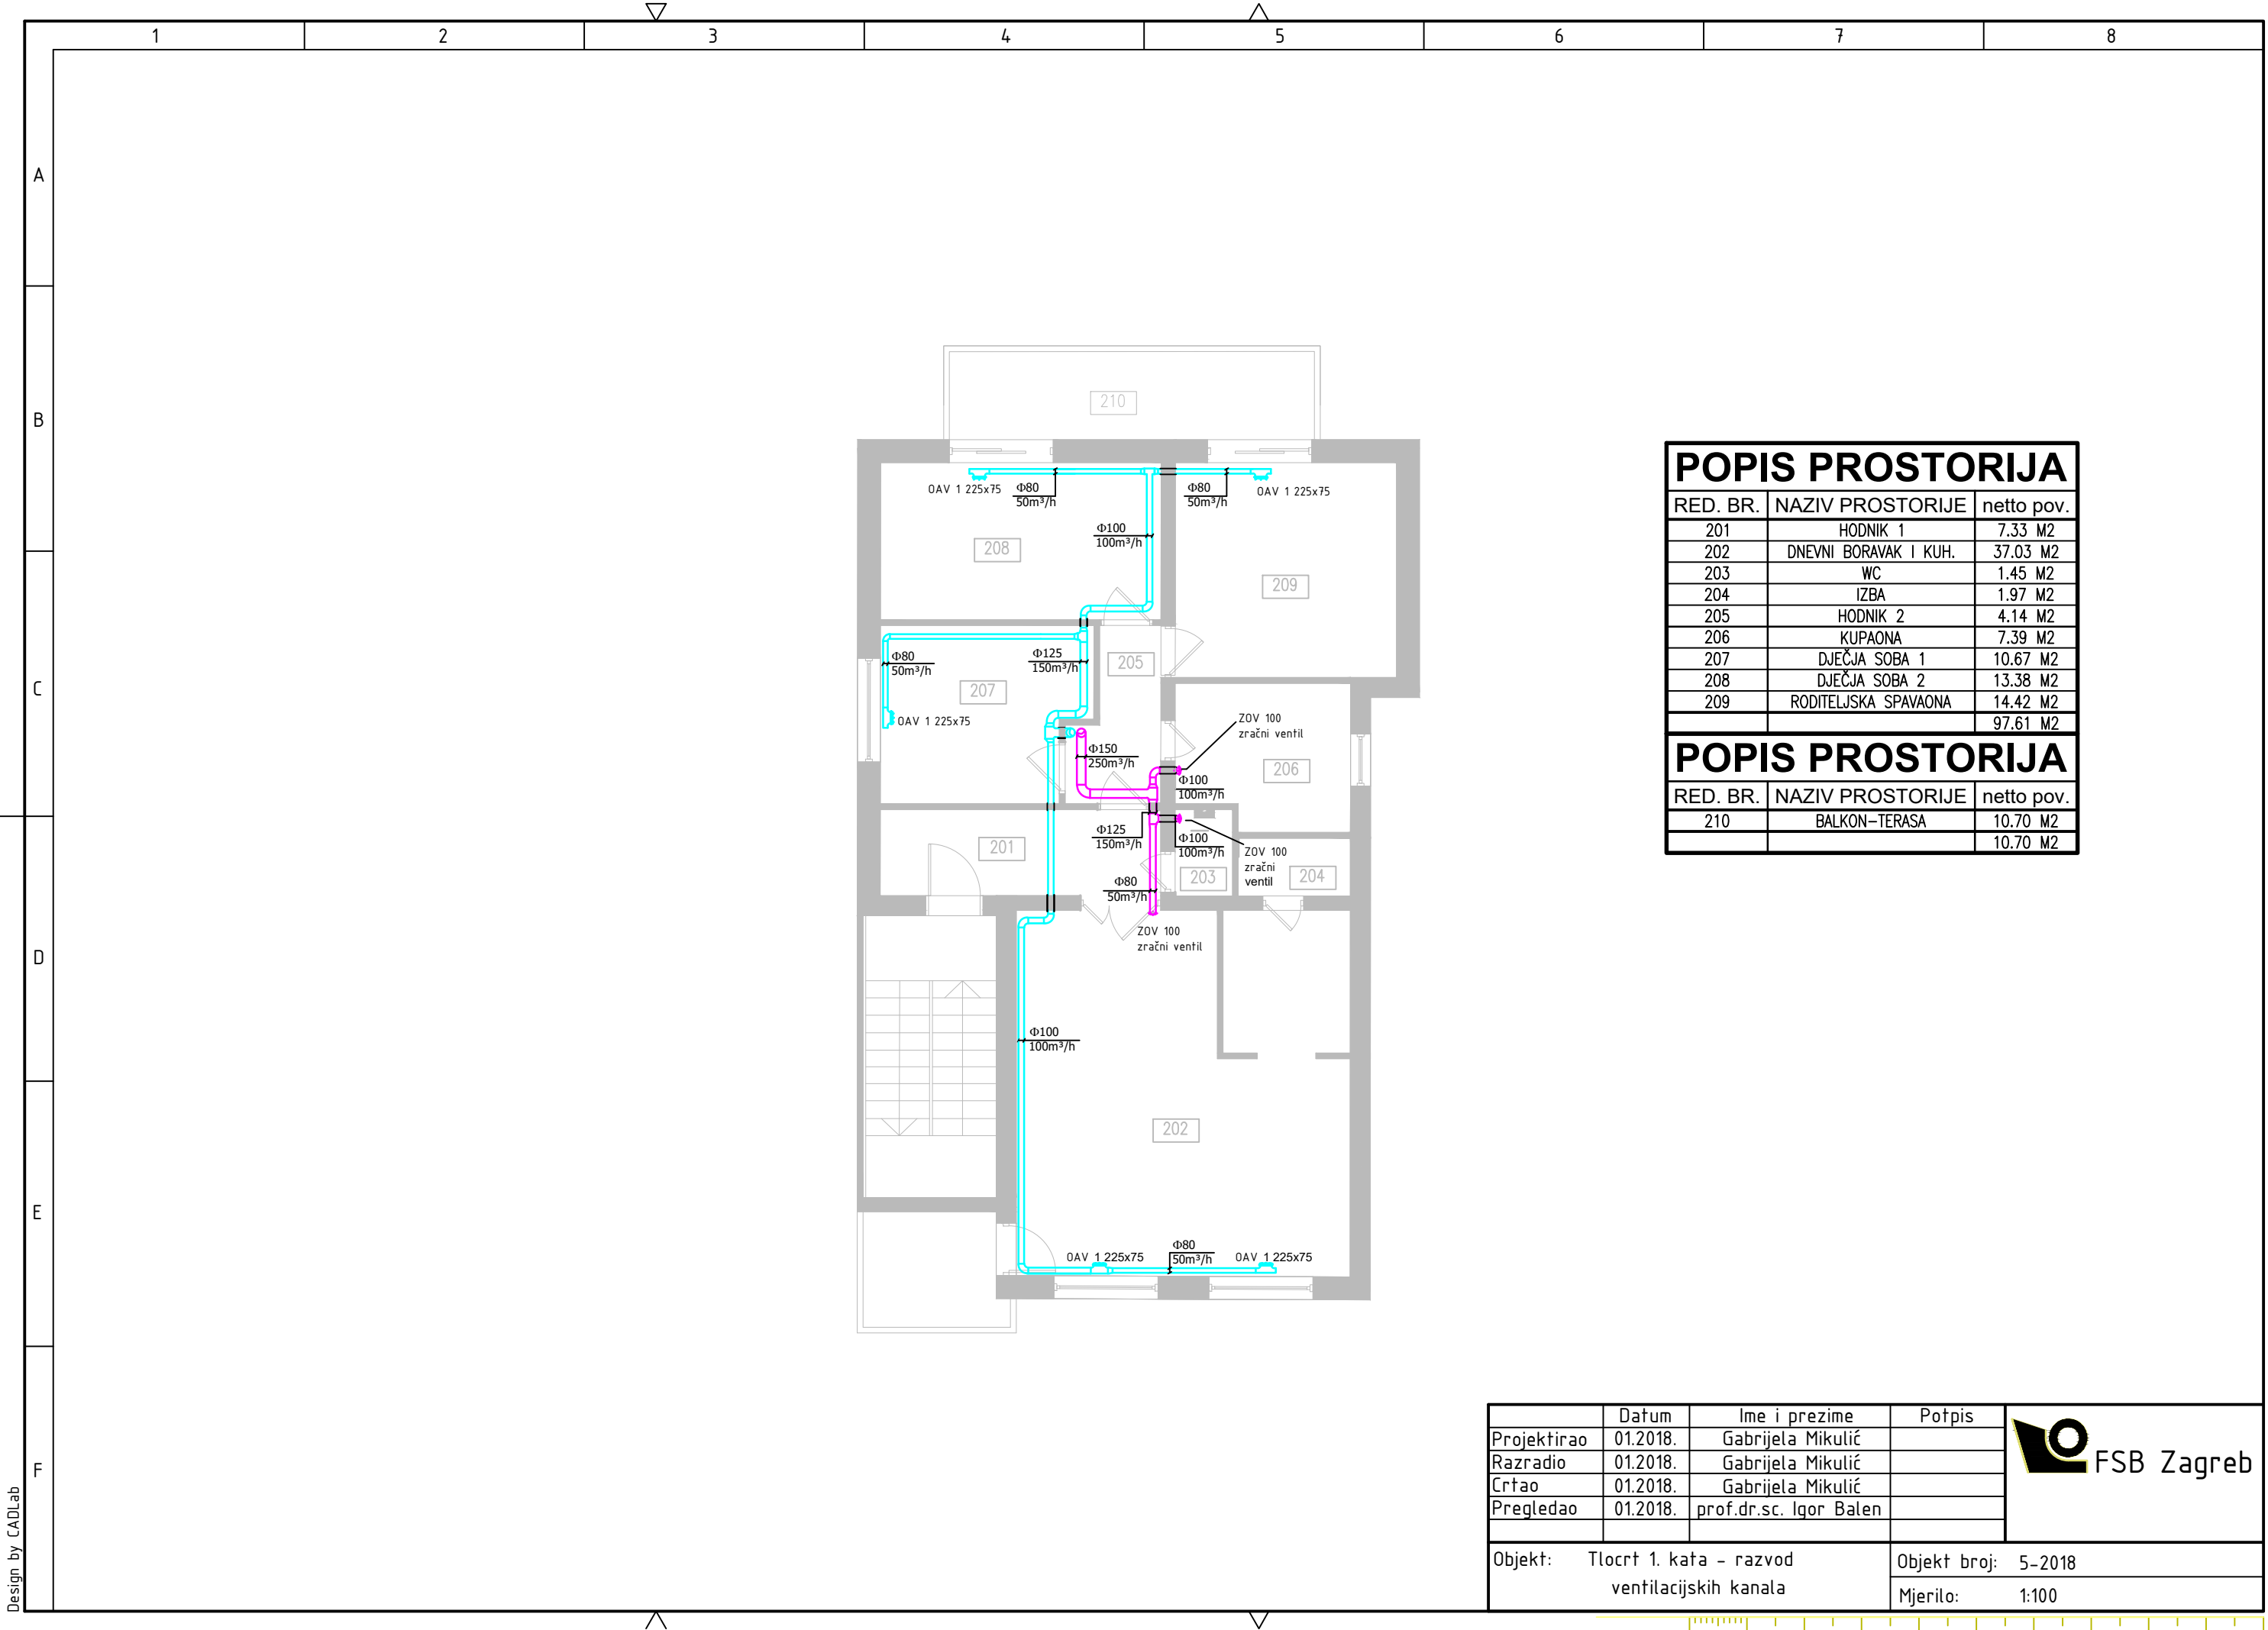 1 2 3 4 5 6 7 8
A
B
C
D
E
F
Design by CADLab
210
OAV 1 225x75
Φ80
50m³/h
Φ80
50m³/h
OAV 1 225x75
Φ100
100m³/h
208
209
Φ80
50m³/h
Φ125
150m³/h
205
207
OAV 1 225x75
ZOV 100
zračni ventil
Φ150
250m³/h
206
Φ100
100m³/h
Φ125
150m³/h
Φ100
100m³/h
201
ZOV 100
zračni
ventil
203
204
Φ80
50m³/h
ZOV 100
zračni ventil
Φ100
100m³/h
202
OAV 1 225x75
Φ80
50m³/h
OAV 1 225x75
POPIS PROSTORIJA
RED. BR. NAZIV PROSTORIJE netto pov.
201 HODNIK 1 7.33 M2
202 DNEVNI BORAVAK I KUH. 37.03 M2
203 WC 1.45 M2
204 IZBA 1.97 M2
205 HODNIK 2 4.14 M2
206 KUPAONA 7.39 M2
207 DJEČJA SOBA 1 10.67 M2
208 DJEČJA SOBA 2 13.38 M2
209 RODITELJSKA SPAVAONA 14.42 M2
97.61 M2
POPIS PROSTORIJA
RED. BR. NAZIV PROSTORIJE netto pov.
210 BALKON-TERASA 10.70 M2
10.70 M2
Datum Ime i prezime Potpis
Projektirao 01.2018. Gabrijela Mikulić
Razradio 01.2018. Gabrijela Mikulić
Crtao 01.2018. Gabrijela Mikulić
Pregledao 01.2018. prof.dr.sc. Igor Balen
FSB Zagreb
Objekt: Tlocrt 1. kata - razvod
ventilacijskih kanala
Objekt broj: 5-2018
Mjerilo: 1:100